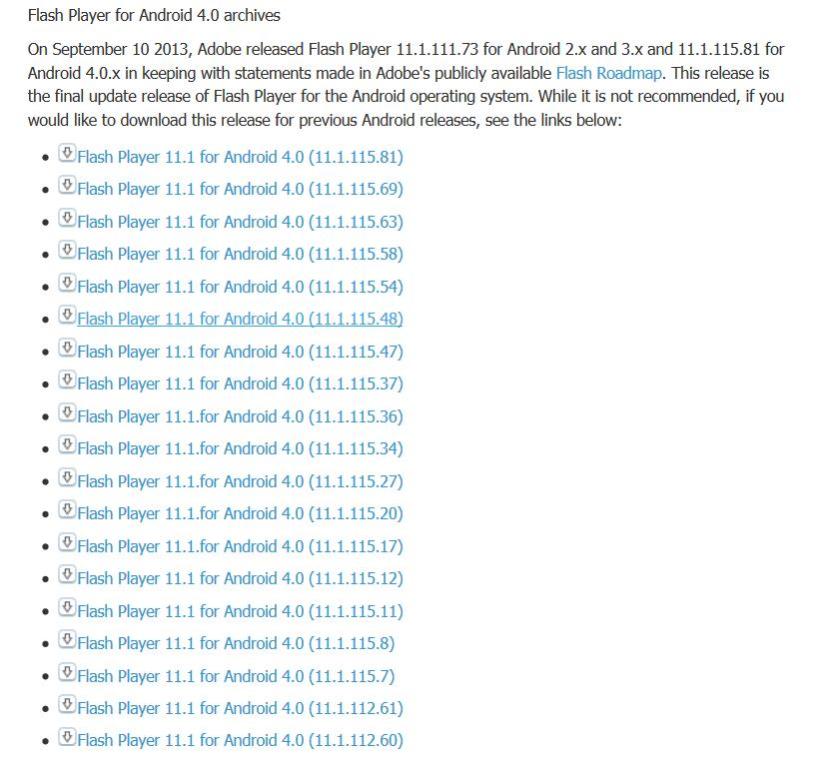 Flash Player for Android 4.0 archives
On September 10 2013, Adobe released Flash Player 11.1.111.73 for Android 2.x and 3.x and 11.1.115.81 for
Android 4.0.x in keeping with statements made in Adobe's publicly available Flash Roadmap. This release is
the final update release of Flash Player for the Android operating system. While it is not recommended, if you
would like to download this release for previous Android releases, see the links below:
Flash Player 11.1 for Android 4.0 (11.1.115.81)
Flash Player 11.1 for Android 4.0 (11.1.115.69)
Flash Player 11.1 for Android 4.0 (11.1.115.63)
Flash Player 11.1 for Android 4.0 (11.1.115.58)
Flash Player 11.1 for Android 4.0 (11.1.115.54)
Flash Player 11.1 for Android 4.0 (11.1.115.48)
Flash Player 11.1 for Android 4.0 (11.1.115.47)
Flash Player 11.1 for Android 4.0 (11.1.115.37)
Flash Player 11.1.for Android 4.0 (11.1.115.36)
Flash Player 11.1.for Android 4.0 (11.1.115.34)
Flash Player 11.1.for Android 4.0 (11.1.115.27)
Flash Player 11.1.for Android 4.0 (11.1.115.20)
Flash Player 11.1.for Android 4.0 (11.1.115.17)
Flash Player 11.1 for Android 4.0 (11.1.115.12)
Flash Player 11.1 for Android 4.0 (11.1.115.11)
Flash Player 11.1 for Android 4.0 (11.1.115.8)
Flash Player 11.1 for Android 4.0 (11.1.115.7)
Flash Player 11.1 for Android 4.0 (11.1.112.61)
Flash Player 11.1 for Android 4.0 (11.1.112.60)